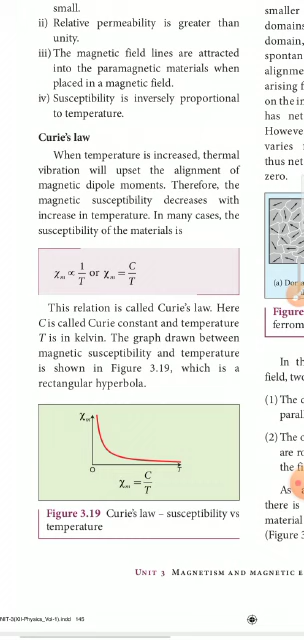 small.
ii) Relative permeability is greater than
unity.
iii) The magnetic field lines are attracted
into the paramagnetic materials when
placed in a magnetic field.
iv) Susceptibility is inversely proportional
to temperature.
Curie's law
When temperature is increased, thermal
vibration will upset the alignment of
magnetic dipole moments. Therefore, the
magnetic susceptibility decreases with
increase in temperature. In many cases, the
susceptibility of the materials is
χm ∝ 1/T or χm = C/T
This relation is called Curie's law. Here
C is called Curie constant and temperature
T is in kelvin. The graph drawn between
magnetic susceptibility and temperature
is shown in Figure 3.19, which is a
rectangular hyperbola.
χm
O T
χm = C/T
Figure 3.19 Curie's law – susceptibility vs
temperature
smaller
domains
domain,
spontan
alignme
arising f
on the in
has net
However
varies
thus net
zero.
(a) Dom
Figure
ferrom
In th
field, two
(1) The d
parall
(2) The o
are ro
the fi
As a
there is
material
(Figure 3
UNIT 3 MAGNETISM AND MAGNETIC E
NIT-3(XII-Physics_Vol-1).indd 145